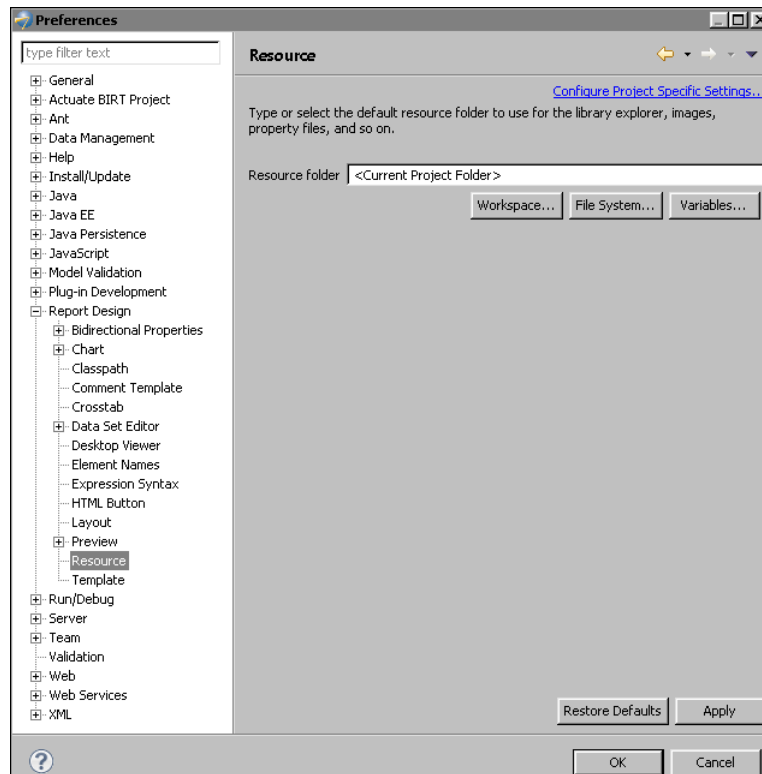 Preferences
type filter text
General
Actuate BIRT Project
Ant
Data Management
Help
Install/Update
Java
Java EE
Java Persistence
JavaScript
Model Validation
Plug-in Development
Report Design
Bidirectional Properties
Chart
Classpath
Comment Template
Crosstab
Data Set Editor
Desktop Viewer
Element Names
Expression Syntax
HTML Button
Layout
Preview
Resource
Template
Run/Debug
Server
Team
Validation
Web
Web Services
XML
Resource
Configure Project Specific Settings...
Type or select the default resource folder to use for the library explorer, images,
property files, and so on.
Resource folder <Current Project Folder>
Workspace... File System... Variables...
Restore Defaults Apply
OK Cancel